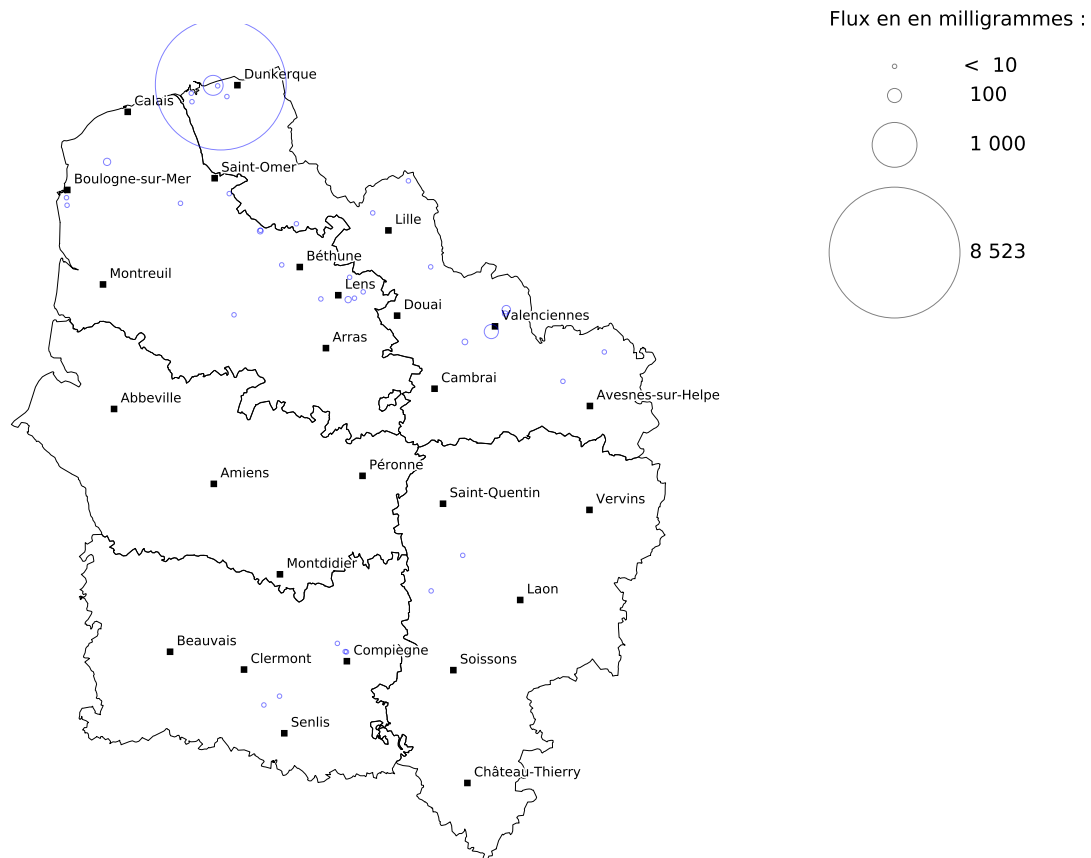 Flux en en milligrammes :
< 10
100
1 000
8 523
Dunkerque
Calais
Saint-Omer
Boulogne-sur-Mer
Lille
Béthune
Montreuil
Lens
Douai
Valenciennes
Arras
Cambrai
Abbeville
Avesnes-sur-Helpe
Péronne
Amiens
Saint-Quentin
Vervins
Montdidier
Laon
Beauvais
Compiègne
Clermont
Soissons
Senlis
Château-Thierry